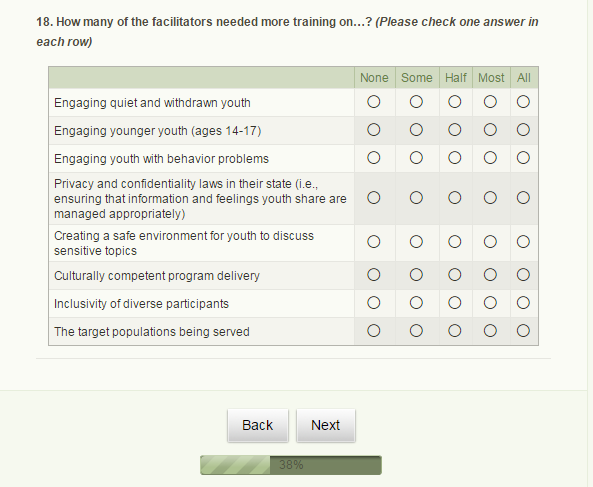 18. How many of the facilitators needed more training on…? (Please check one answer in
each row)
None Some Half Most All
Engaging quiet and withdrawn youth
Engaging younger youth (ages 14-17)
Engaging youth with behavior problems
Privacy and confidentiality laws in their state (i.e.,
ensuring that information and feelings youth share are
managed appropriately)
Creating a safe environment for youth to discuss
sensitive topics
Culturally competent program delivery
Inclusivity of diverse participants
The target populations being served
Back Next
38%